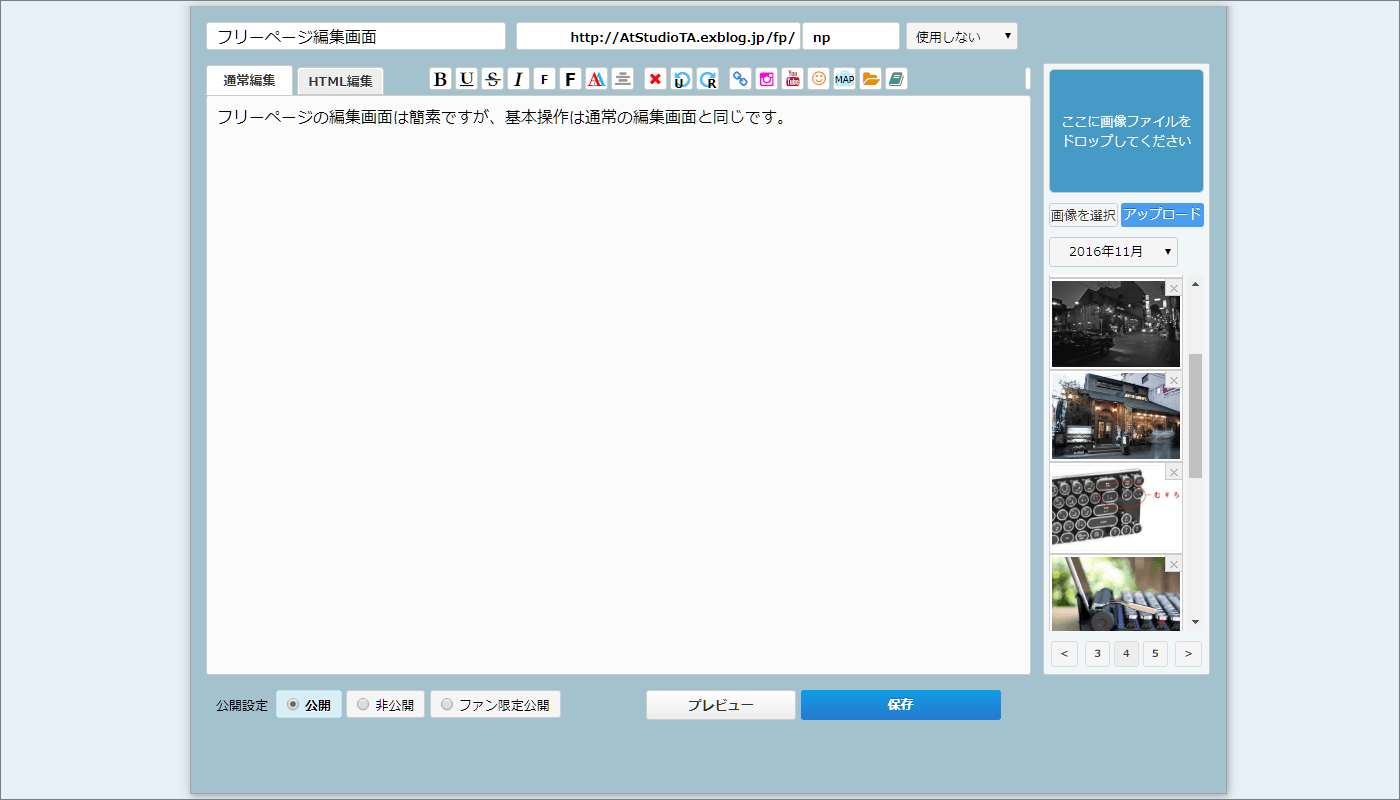 フリーページ編集画面
http://AtStudioTA.exblog.jp/fp/ np 使用しない ▼
通常編集 HTML編集 B U S I F F A U R You Tube MAP
フリーページの編集画面は簡素ですが、基本操作は通常の編集画面と同じです。
ここに画像ファイルを
ドロップしてください
画像を選択 アップロード
2016年11月 ▼
む ¥ ろ
< 3 4 5 >
公開設定 公開 非公開 ファン限定公開 プレビュー 保存